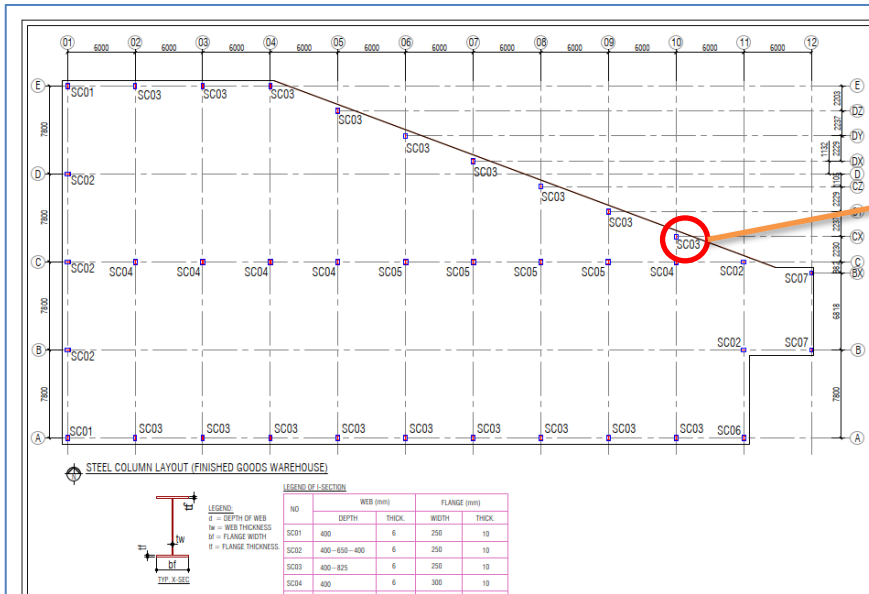 01 02 03 04 05 06 07 08 09 10 11 12
6000 6000 6000 6000 6000 6000 6000 6000 6000 6000 6000
E SC01 SC03 SC03 SC03 E
2203
SC03 DZ
7800 2237
SC03 DY
1132 2229
SC03 DX
D SC02 D
SC03 CZ
2229
7800 SC03
2230
SC03 CX
2230
C SC02 SC04 SC04 SC04 SC04 SC05 SC05 SC05 SC05 SC04 SC02 C
SC07 BX
7800 6818
B SC02 SC02 SC07 B
7800 7800
A SC01 SC03 SC03 SC03 SC03 SC03 SC03 SC03 SC03 SC03 SC06 A
N STEEL COLUMN LAYOUT (FINISHED GOODS WAREHOUSE)
tf
tw
tf
bf
TYP. X-SEC
LEGEND:
d = DEPTH OF WEB
tw = WEB THICKNESS
bf = FLANGE WIDTH
tf = FLANGE THICKNESS.
LEGEND OF I-SECTION
NO WEB (mm) FLANGE (mm)
DEPTH THICK. WIDTH THICK.
SC01 400 6 250 10
SC02 400-650-400 6 250 10
SC03 400-825 6 250 10
SC04 400 6 300 10